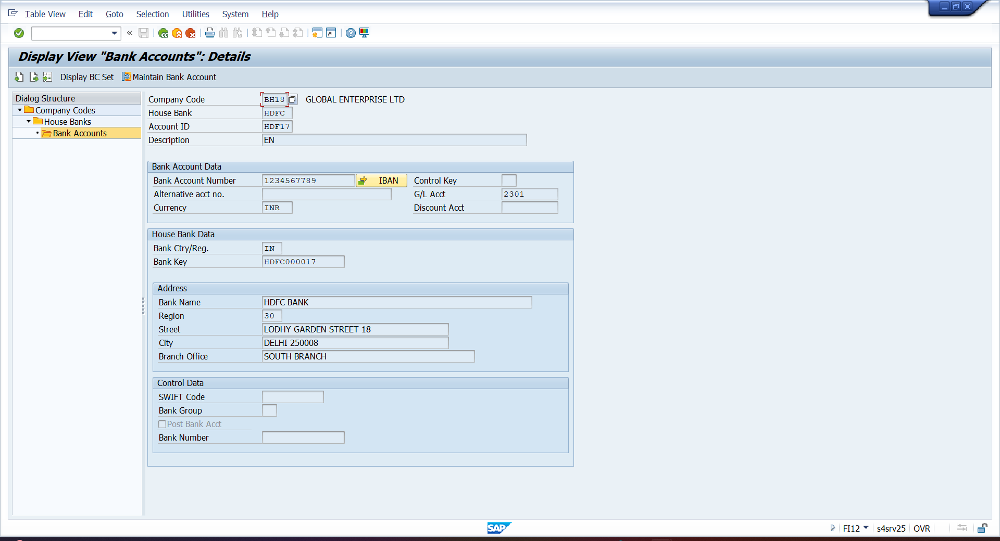 Table View Edit Goto Selection Utilities System Help
«
Display View "Bank Accounts": Details
Display BC Set Maintain Bank Account
Dialog Structure
Company Codes
House Banks
Bank Accounts
Company Code BH18 GLOBAL ENTERPRISE LTD
House Bank HDFC
Account ID HDF17
Description EN
Bank Account Data
Bank Account Number 1234567789 IBAN Control Key
Alternative acct no. G/L Acct 2301
Currency INR Discount Acct
House Bank Data
Bank Ctry/Reg. IN
Bank Key HDFC000017
Address
Bank Name HDFC BANK
Region 30
Street LODHY GARDEN STREET 18
City DELHI 250008
Branch Office SOUTH BRANCH
Control Data
SWIFT Code
Bank Group
Post Bank Acct
Bank Number
SAP FI12 s4srv25 OVR